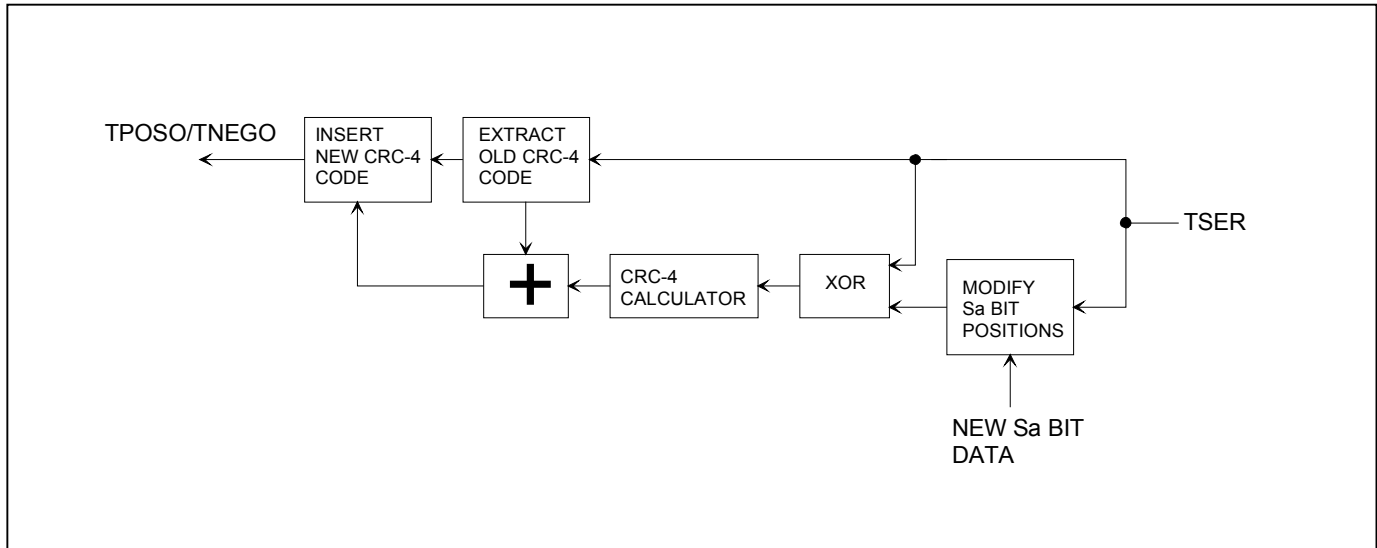 TPOSO/TNEGO
INSERT
NEW CRC-4
CODE
EXTRACT
OLD CRC-4
CODE
TSER
+
CRC-4
CALCULATOR
XOR
MODIFY
Sa BIT
POSITIONS
NEW Sa BIT
DATA